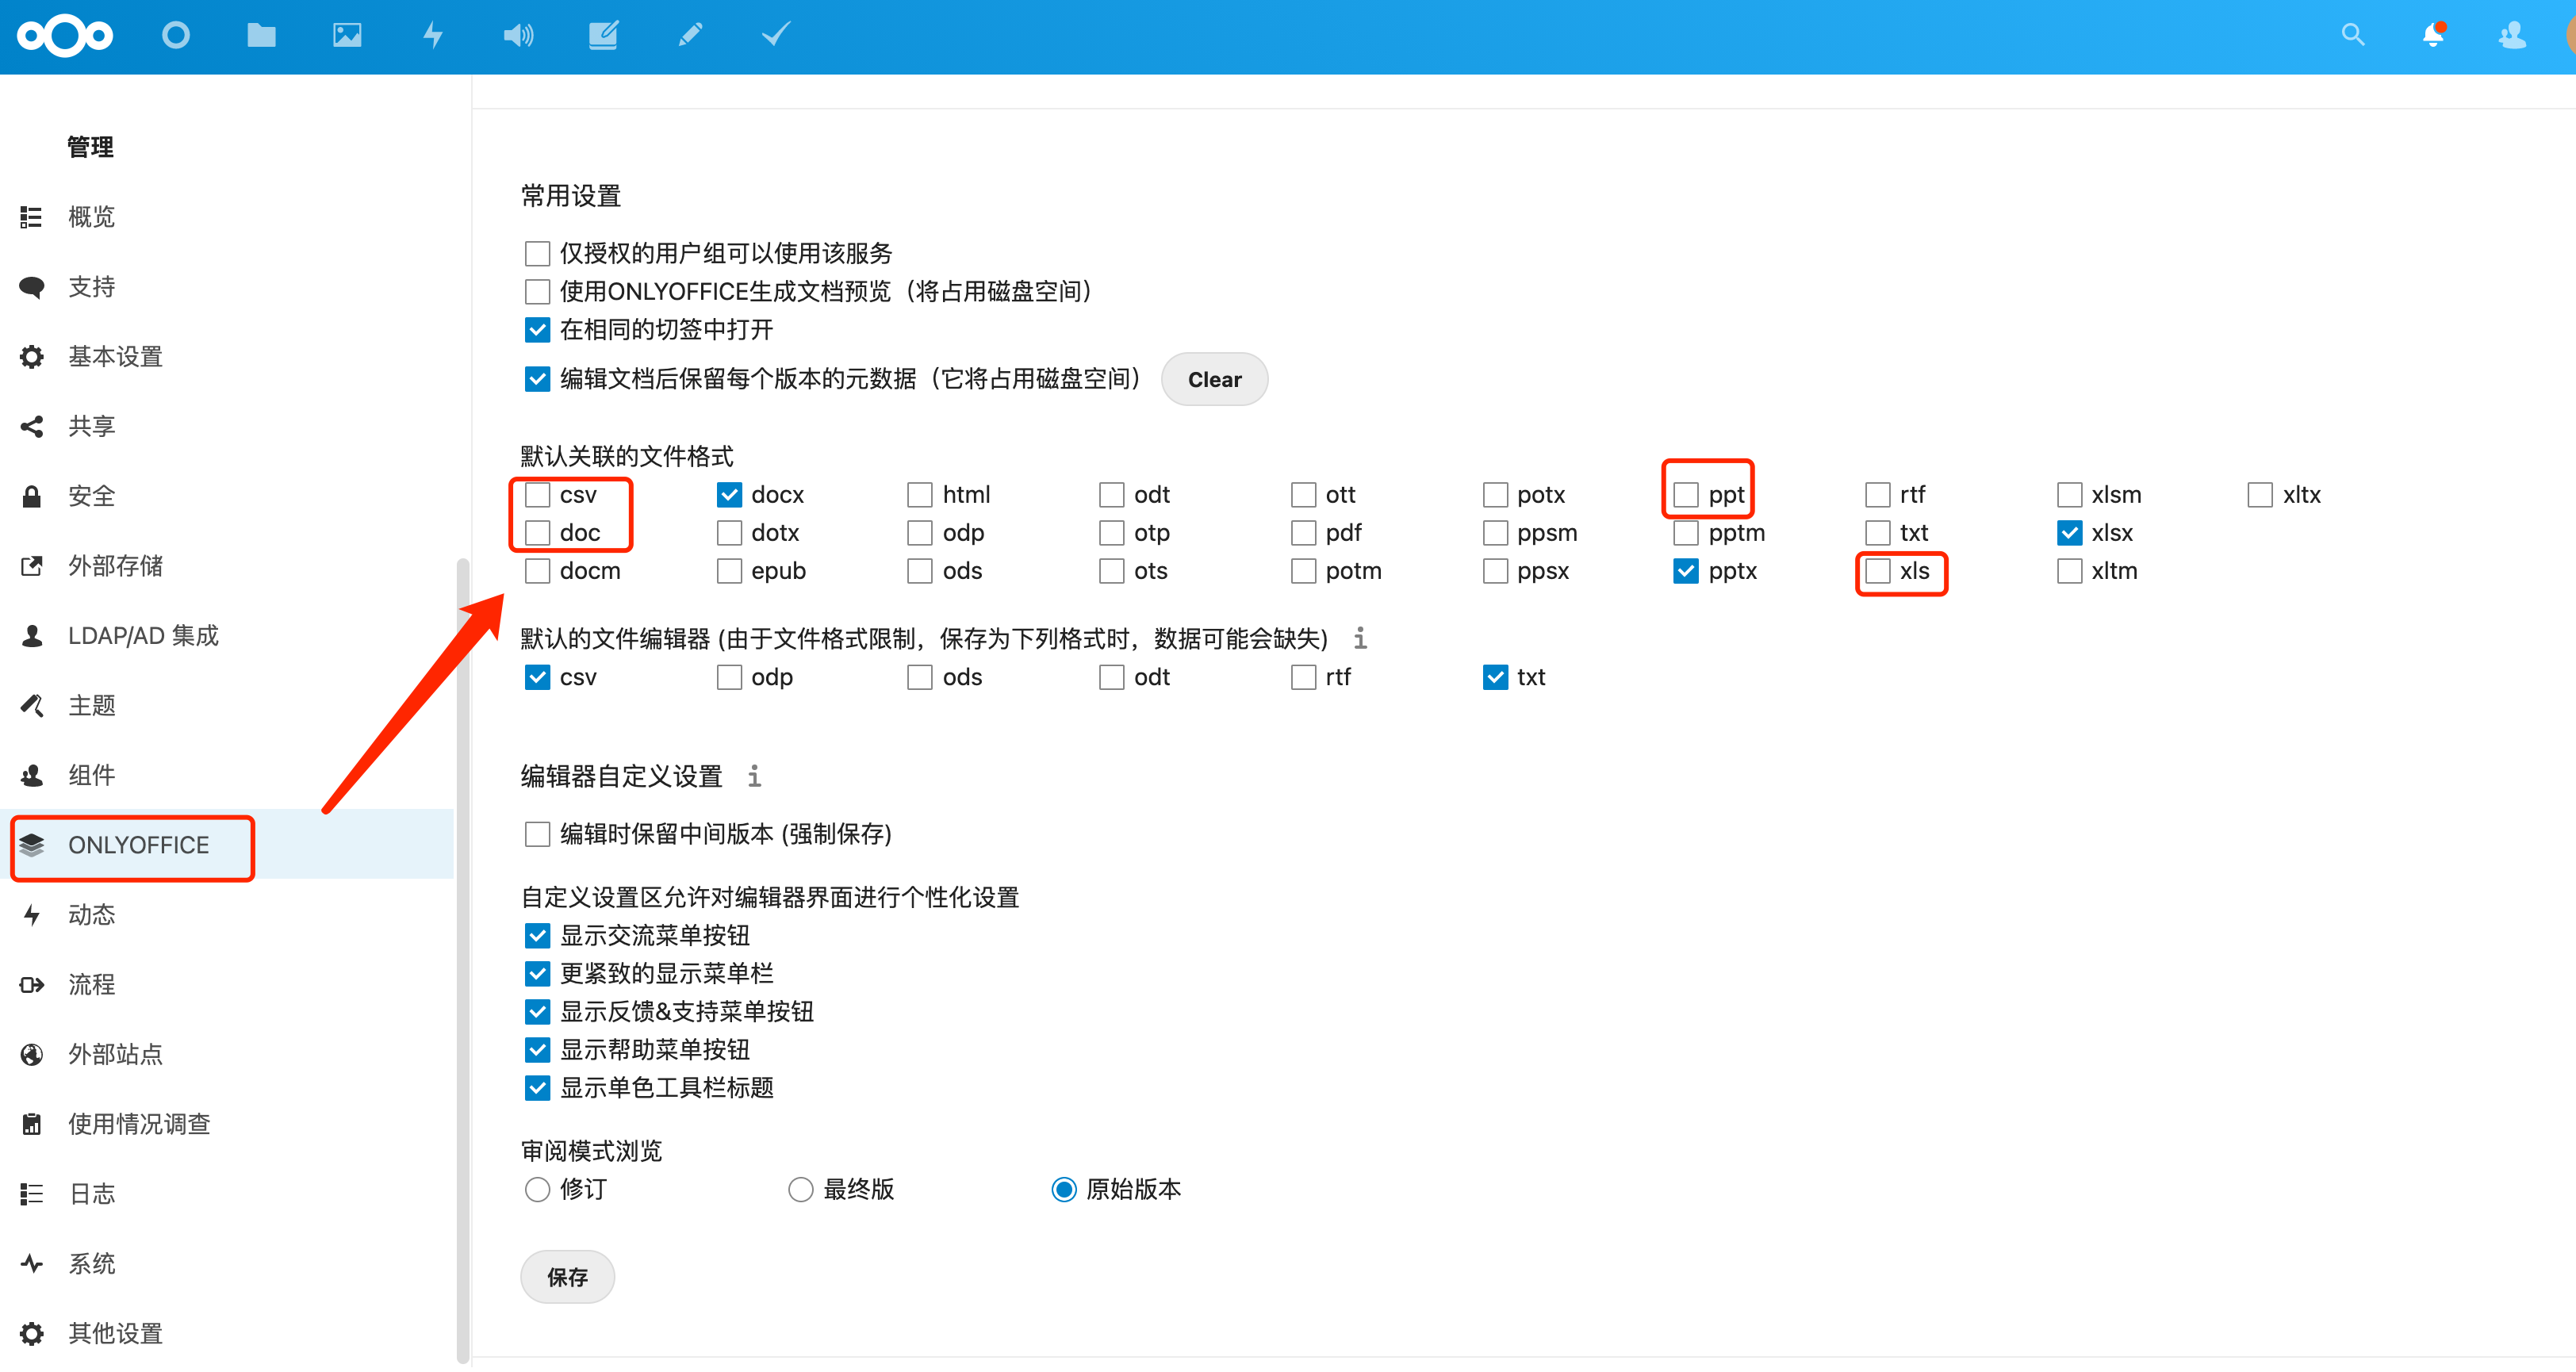 管理
概览
支持
基本设置
共享
安全
外部存储
LDAP/AD 集成
主题
组件
ONLYOFFICE
动态
流程
外部站点
使用情况调查
日志
系统
其他设置
常用设置
仅授权的用户组可以使用该服务
使用ONLYOFFICE生成文档预览（将占用磁盘空间）
在相同的切签中打开
编辑文档后保留每个版本的元数据（它将占用磁盘空间） Clear
默认关联的文件格式
csv docx html odt ott potx ppt rtf xlsm xltx
doc dotx odp otp pdf ppsm pptm txt xlsx
docm epub ods ots potm ppsx pptx xls xltm
默认的文件编辑器 (由于文件格式限制，保存为下列格式时，数据可能会缺失)
csv odp ods odt rtf txt
编辑器自定义设置
编辑时保留中间版本 (强制保存)
自定义设置区允许对编辑器界面进行个性化设置
显示交流菜单按钮
更紧致的显示菜单栏
显示反馈&支持菜单按钮
显示帮助菜单按钮
显示单色工具栏标题
审阅模式浏览
修订 最终版 原始版本
保存